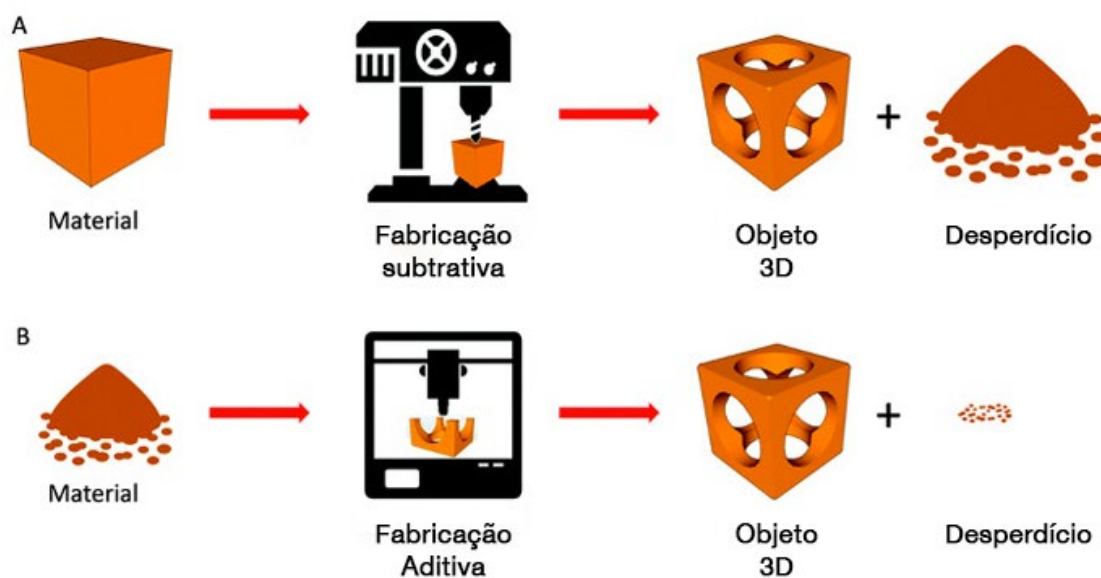 A
Material
Fabricação
subtrativa
Objeto
3D
+
Desperdício
B
Material
Fabricação
Aditiva
Objeto
3D
+
Desperdício